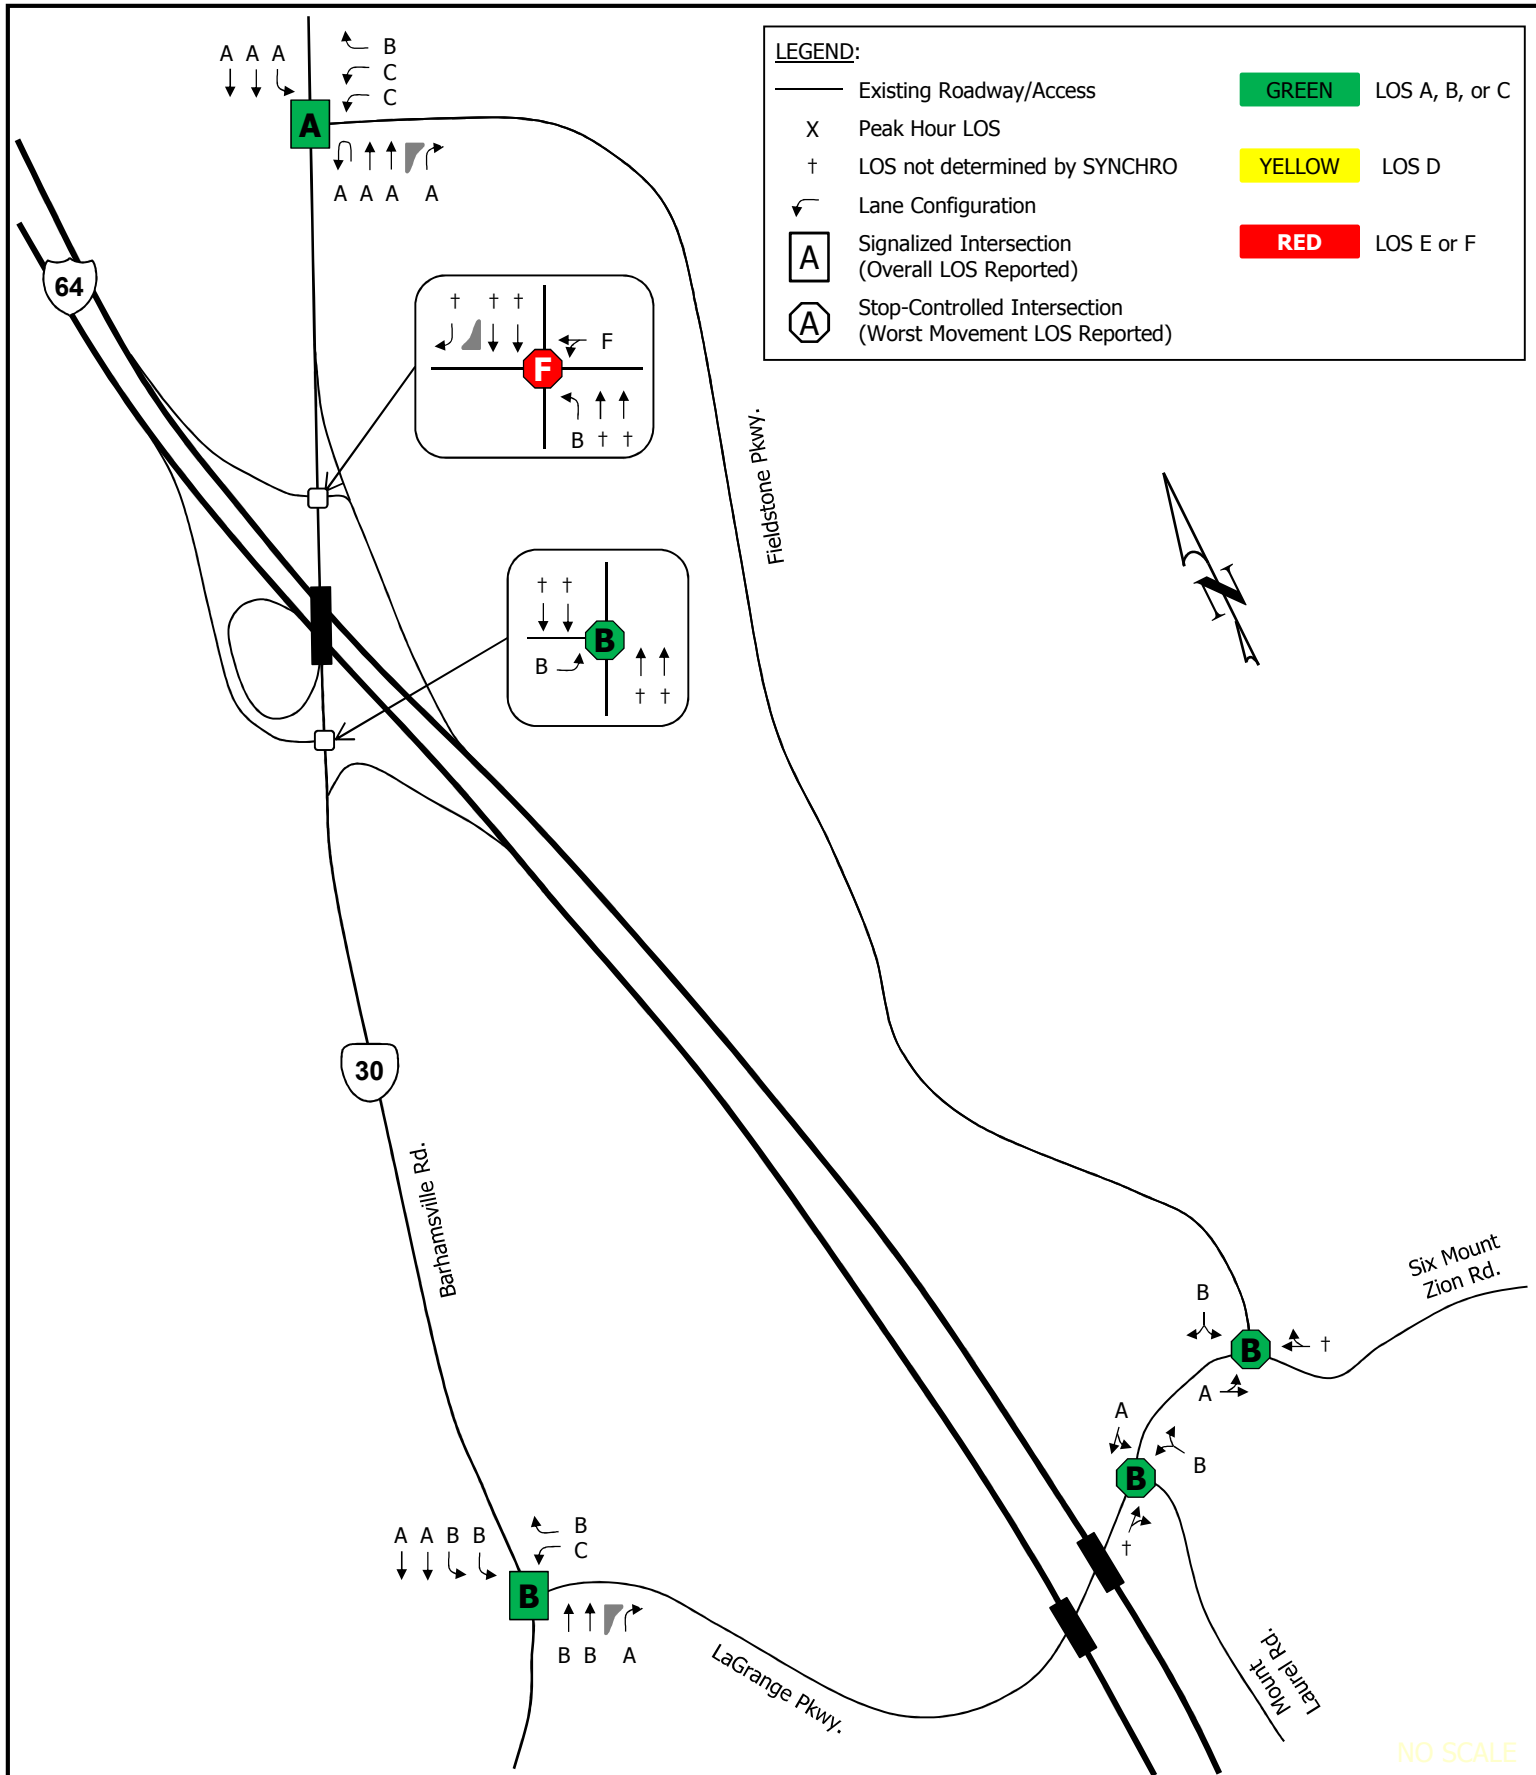 LEGEND:
Existing Roadway/Access
X Peak Hour LOS
† LOS not determined by SYNCHRO
Lane Configuration
A Signalized Intersection
(Overall LOS Reported)
A Stop-Controlled Intersection
(Worst Movement LOS Reported)
GREEN LOS A, B, or C
YELLOW LOS D
RED LOS E or F
A A A
B
C
C
A
A A A A
64
† † †
F
F
B † †
† †
B
B
† †
Fieldstone Pkwy.
N
30
Barhamsville Rd.
Six Mount
Zion Rd.
B
B
†
A
A
B
B
†
A A B B
B
C
B
B B A
LaGrange Pkwy.
Mount
Laurel Rd.
NO SCALE